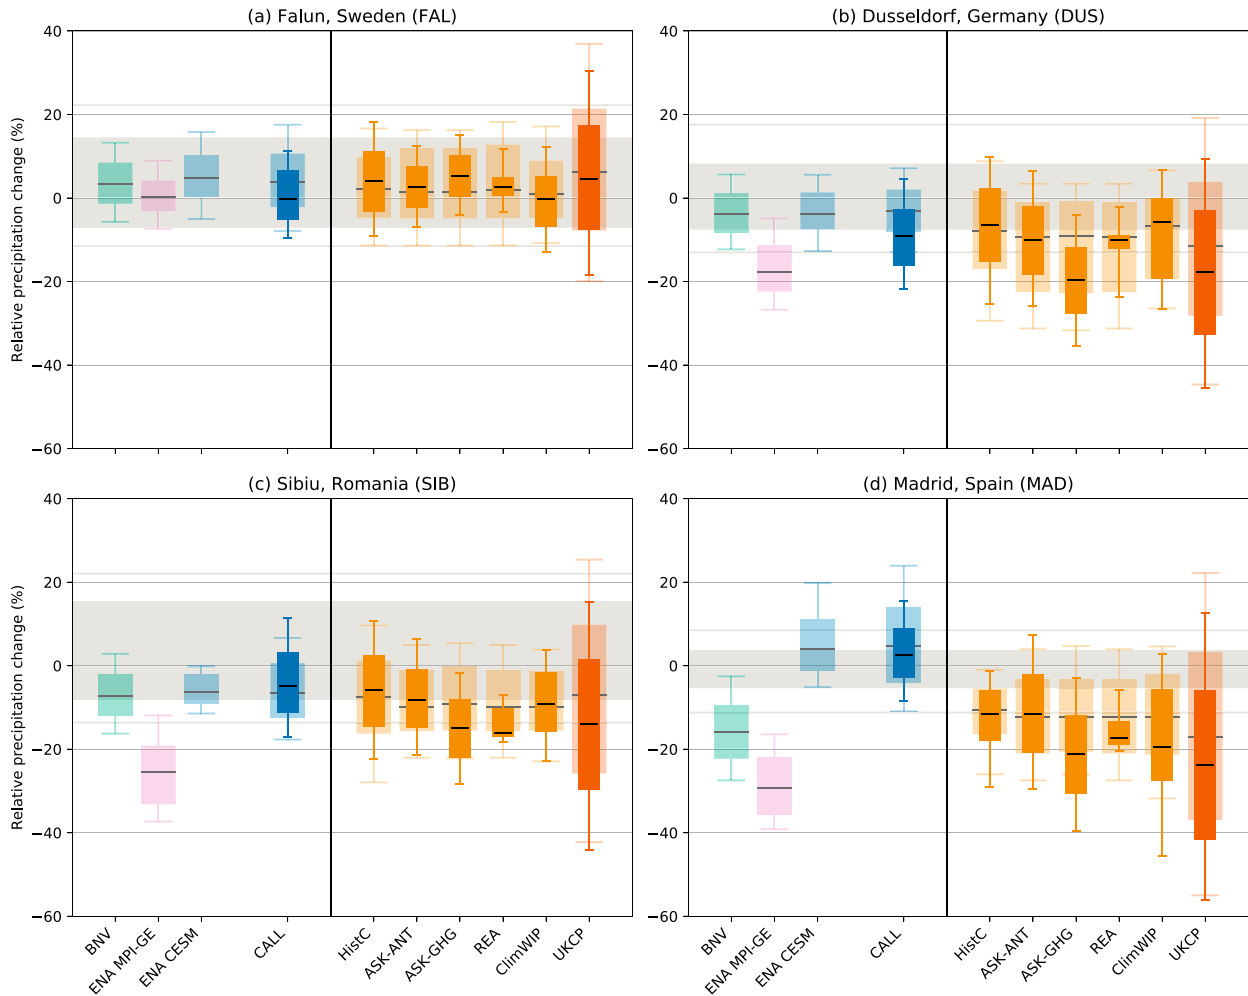 (a) Falun, Sweden (FAL)
(b) Dusseldorf, Germany (DUS)
Relative precipitation change (%)
40
20
0
−20
−40
−60
40
20
0
−20
−40
−60
(c) Sibiu, Romania (SIB)
(d) Madrid, Spain (MAD)
Relative precipitation change (%)
40
20
0
−20
−40
−60
40
20
0
−20
−40
−60
BNV
ENA MPI-GE
ENA CESM
CALL
HistC
ASK-ANT
ASK-GHG
REA
ClimWIP
UKCP
BNV
ENA MPI-GE
ENA CESM
CALL
HistC
ASK-ANT
ASK-GHG
REA
ClimWIP
UKCP